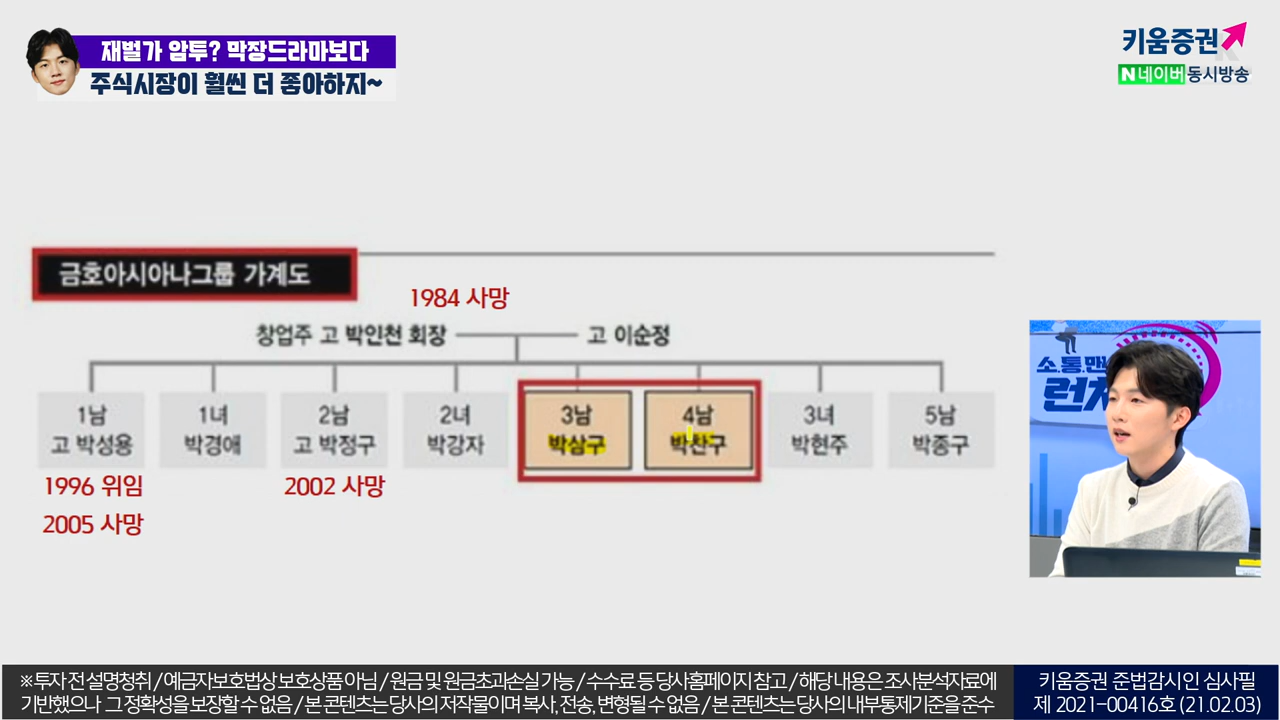 재벌가 암투? 막장드라마보다
주식시장이 훨씬 더 좋아하지~
키움증권
N 네이버 동시방송
금호아시아나그룹 가계도
1984 사망
창업주 고 박인천 회장
고 이순정
1남
고 박성용
1녀
박경애
2남
고 박정구
2녀
박강자
3남
박삼구
4남
박찬구
3녀
박현주
5남
박종구
1996 위임
2005 사망
2002 사망
소통맨
런치
※투자 전 설명청취 / 예금자보호법상 보호상품 아님 / 원금 및 원금초과손실 가능 / 수수료 등 당사홈페이지 참고 / 해당 내용은 조사분석자료에
기반했으나 그 정확성을 보장할 수 없음 / 본 콘텐츠는 당사의 저작물이며 복사, 전송, 변형될 수 없음 / 본 콘텐츠는 당사의 내부통제기준을 준수
키움증권 준법감시인 심사필
제 2021-00416호 (21.02.03)